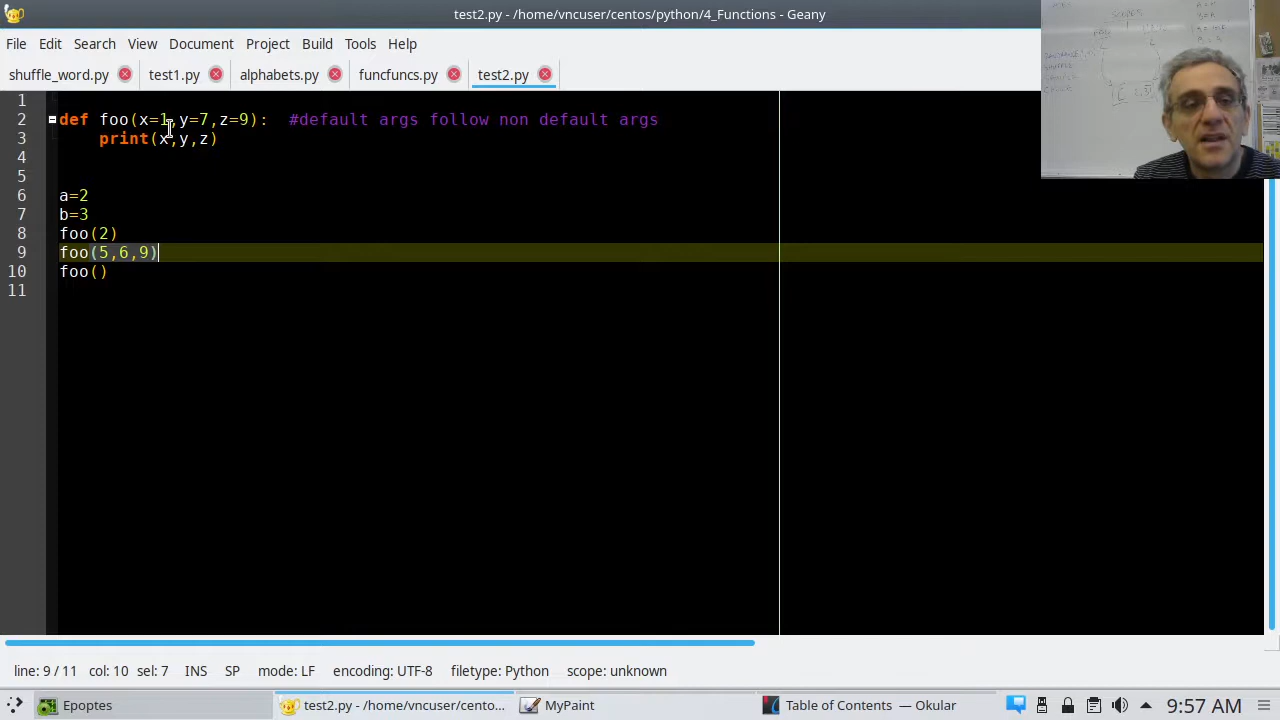 test2.py - /home/vncuser/centos/python/4_Functions - Geany
File Edit Search View Document Project Build Tools Help
shuffle_word.py test1.py alphabets.py funcfuncs.py test2.py
1
2 def foo(x=1,y=7,z=9): #default args follow non default args
3 print(x,y,z)
4
5
6 a=2
7 b=3
8 foo(2)
9 foo(5,6,9)
10 foo()
11
line: 9 / 11 col: 10 sel: 7 INS SP mode: LF encoding: UTF-8 filetype: Python scope: unknown
Epoptes test2.py - /home/vncuser/cento... Mypaint Table of Contents — Okular 9:57 AM